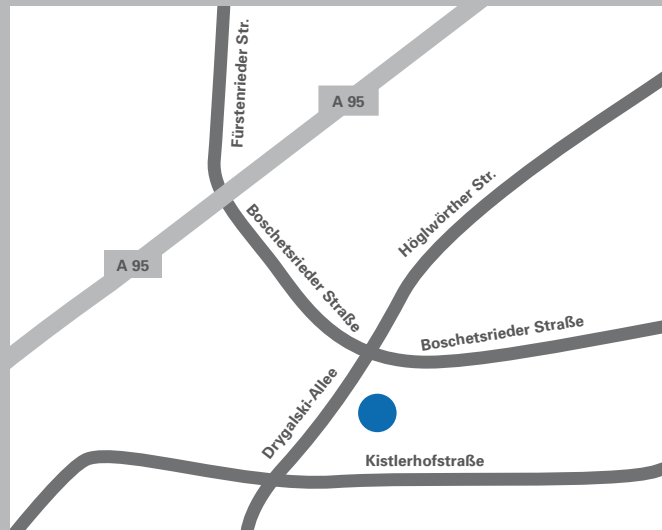 Fürstenrieder Str.
A 95
Höglwörther Str.
Boschetsrieder Straße
A 95
Boschetsrieder Straße
Drygalski-Allee
Kistlerhofstraße